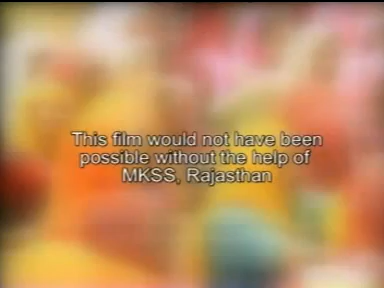 This film would not have been
possible without the help of
MKSS, Rajasthan